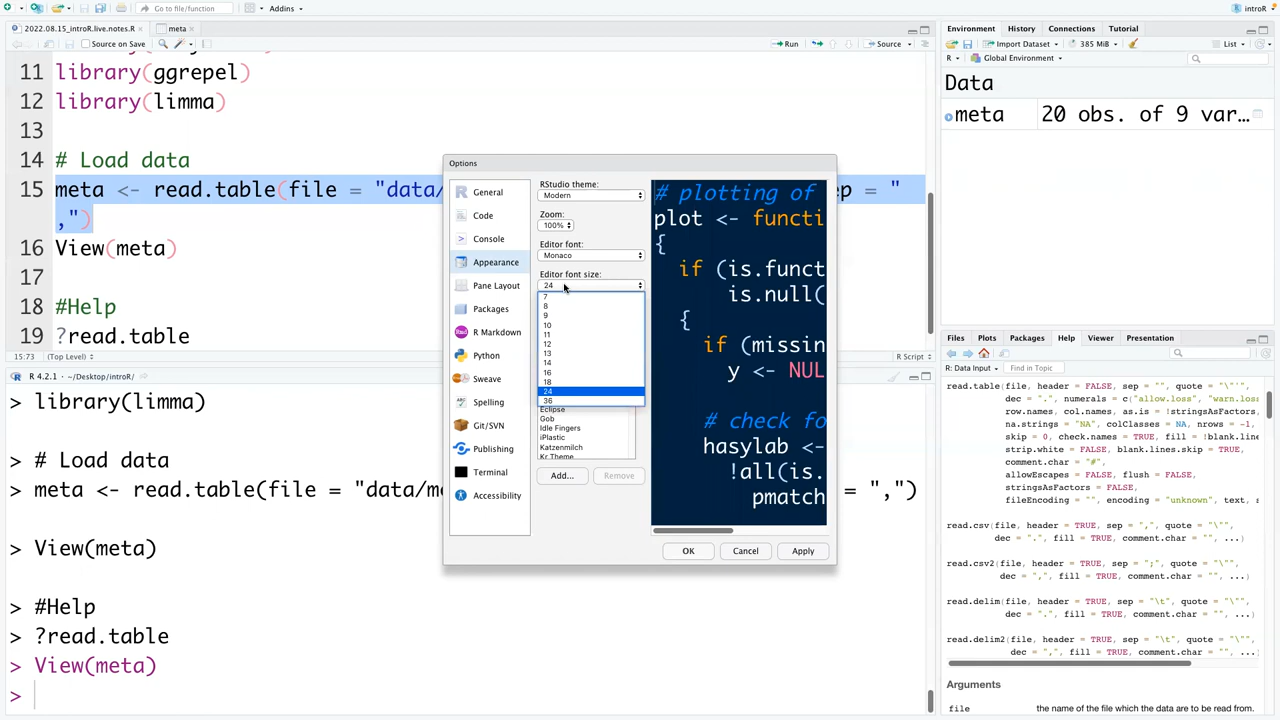 Go to file/function
Addins
introR
2022.08.15_introR.live.notes.R
meta
Source on Save
Run
Source
11 library(ggrepel)
12 library(limma)
13
14 # Load data
15 meta <- read.table(file = "data/
ep = "
,")
16 View(meta)
17
18 #Help
19 ?read.table
15:73
(Top Level)
R Script
R 4.2.1 · ~/Desktop/introR/
> library(limma)
> # Load data
> meta <- read.table(file = "data/me
= ",")
> View(meta)
> #Help
> ?read.table
> View(meta)
>
Options
General
Code
Console
Appearance
Pane Layout
Packages
R Markdown
Python
Sweave
Spelling
Git/SVN
Publishing
Terminal
Accessibility
RStudio theme:
Modern
Zoom:
100%
Editor font:
Monaco
Editor font size:
24
7
8
9
10
11
12
13
14
16
18
24
36
Eclipse
Gob
Idle Fingers
iPlastic
Katzenmilch
Kr Theme
Add...
Remove
# plotting of
plot <- functi
{
if (is.funct
is.null(
{
if (missin
y <- NUL
# check fo
hasylab <-
!all(is.
pmatch
OK
Cancel
Apply
Environment
History
Connections
Tutorial
Import Dataset
385 MiB
List
R
Global Environment
Data
meta
20 obs. of 9 var…
Files
Plots
Packages
Help
Viewer
Presentation
R: Data Input
Find in Topic
read.table(file, header = FALSE, sep = "", quote = "\"'",
dec = ".", numerals = c("allow.loss", "warn.
row.names, col.names, as.is = !stringsAsFactors,
na.strings = "NA", colClasses = NA, nrows = -1,
skip = 0, check.names = TRUE, fill = !blank.line
strip.white = FALSE, blank.lines.skip = TRUE,
comment.char = "#",
allowEscapes = FALSE, flush = FALSE,
stringsAsFactors = FALSE,
fileEncoding = "", encoding = "unknown", text, s
read.csv(file, header = TRUE, sep = ",", quote = "\"",
dec = ".", fill = TRUE, comment.char = "", ...)
read.csv2(file, header = TRUE, sep = ";", quote = "\"",
dec = ",", fill = TRUE, comment.char = "", ...)
read.delim(file, header = TRUE, sep = "\t", quote = "\"",
dec = ".", fill = TRUE, comment.char = "", ...)
read.delim2(file, header = TRUE, sep = "\t", quote = "\"",
dec = ",", fill = TRUE, comment.char = "", ...)
Arguments
file
the name of the file which the data are to be read from.